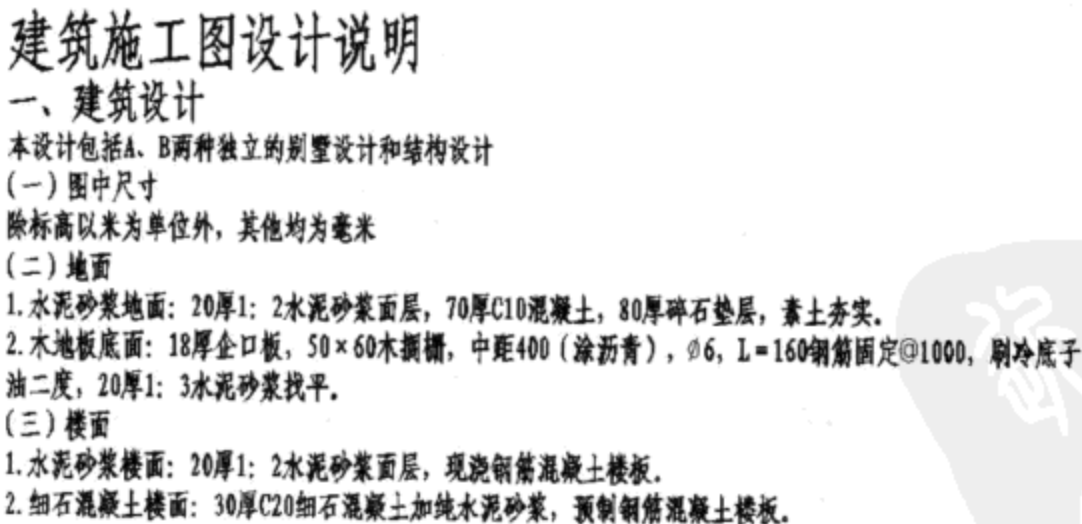 建筑施工图设计说明
一、建筑设计
本设计包括A、B两种独立的别墅设计和结构设计
(一)图中尺寸
除标高以米为单位外，其他均为毫米
(二)地面
1.水泥砂浆地面：20厚1：2水泥砂浆面层，70厚C10混凝土，80厚碎石垫层，素土夯实。
2.木地板底面：18厚企口板，50×60木搁栅，中距400(涂沥青)，∅6，L=160钢筋固定@1000，刷冷底子
油二度，20厚1：3水泥砂浆找平。
(三)楼面
1.水泥砂浆楼面：20厚1：2水泥砂浆面层，现浇钢筋混凝土楼板。
2.细石混凝土楼面：30厚C20细石混凝土加纯水泥砂浆，预制钢筋混凝土楼板。